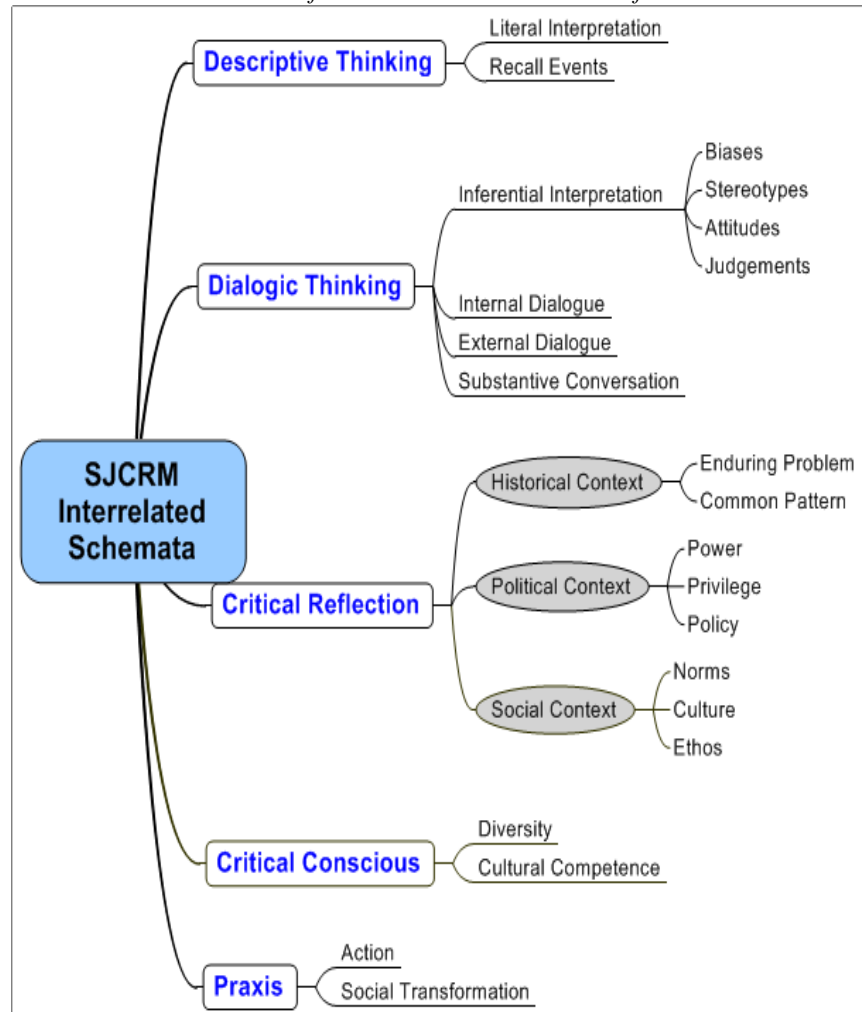 Descriptive Thinking
Literal Interpretation
Recall Events
Dialogic Thinking
Inferential Interpretation
Biases
Stereotypes
Attitudes
Judgements
Internal Dialogue
External Dialogue
Substantive Conversation
SJCRM
Interrelated
Schemata
Critical Reflection
Historical Context
Enduring Problem
Common Pattern
Political Context
Power
Privilege
Policy
Social Context
Norms
Culture
Ethos
Critical Conscious
Diversity
Cultural Competence
Praxis
Action
Social Transformation